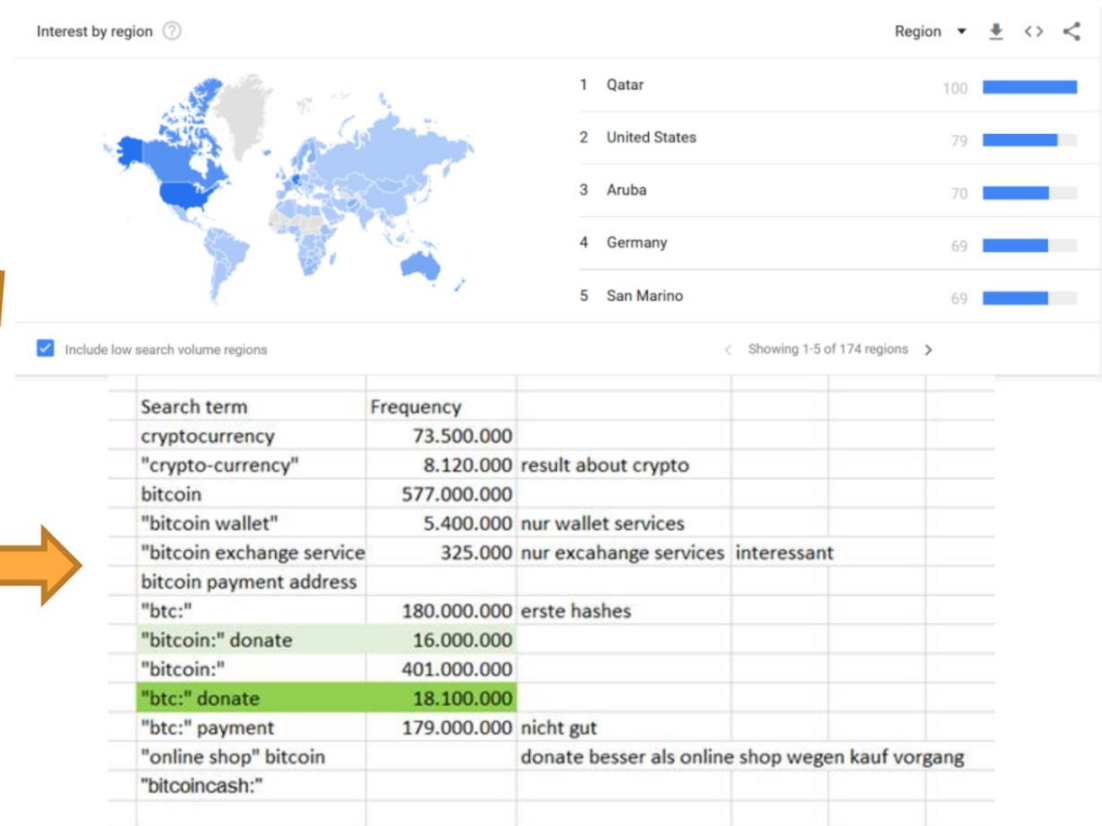 Interest by region
Region
1 Qatar 100
2 United States 79
3 Aruba 70
4 Germany 69
5 San Marino 69
Include low search volume regions
Showing 1-5 of 174 regions
Search term Frequency
cryptocurrency 73.500.000
"crypto-currency" 8.120.000 result about crypto
bitcoin 577.000.000
"bitcoin wallet" 5.400.000 nur wallet services
"bitcoin exchange service 325.000 nur excahange services interessant
bitcoin payment address
"btc:" 180.000.000 erste hashes
"bitcoin:" donate 16.000.000
"bitcoin:" 401.000.000
"btc:" donate 18.100.000
"btc:" payment 179.000.000 nicht gut
"online shop" bitcoin donate besser als online shop wegen kauf vorgang
"bitcoincash:"